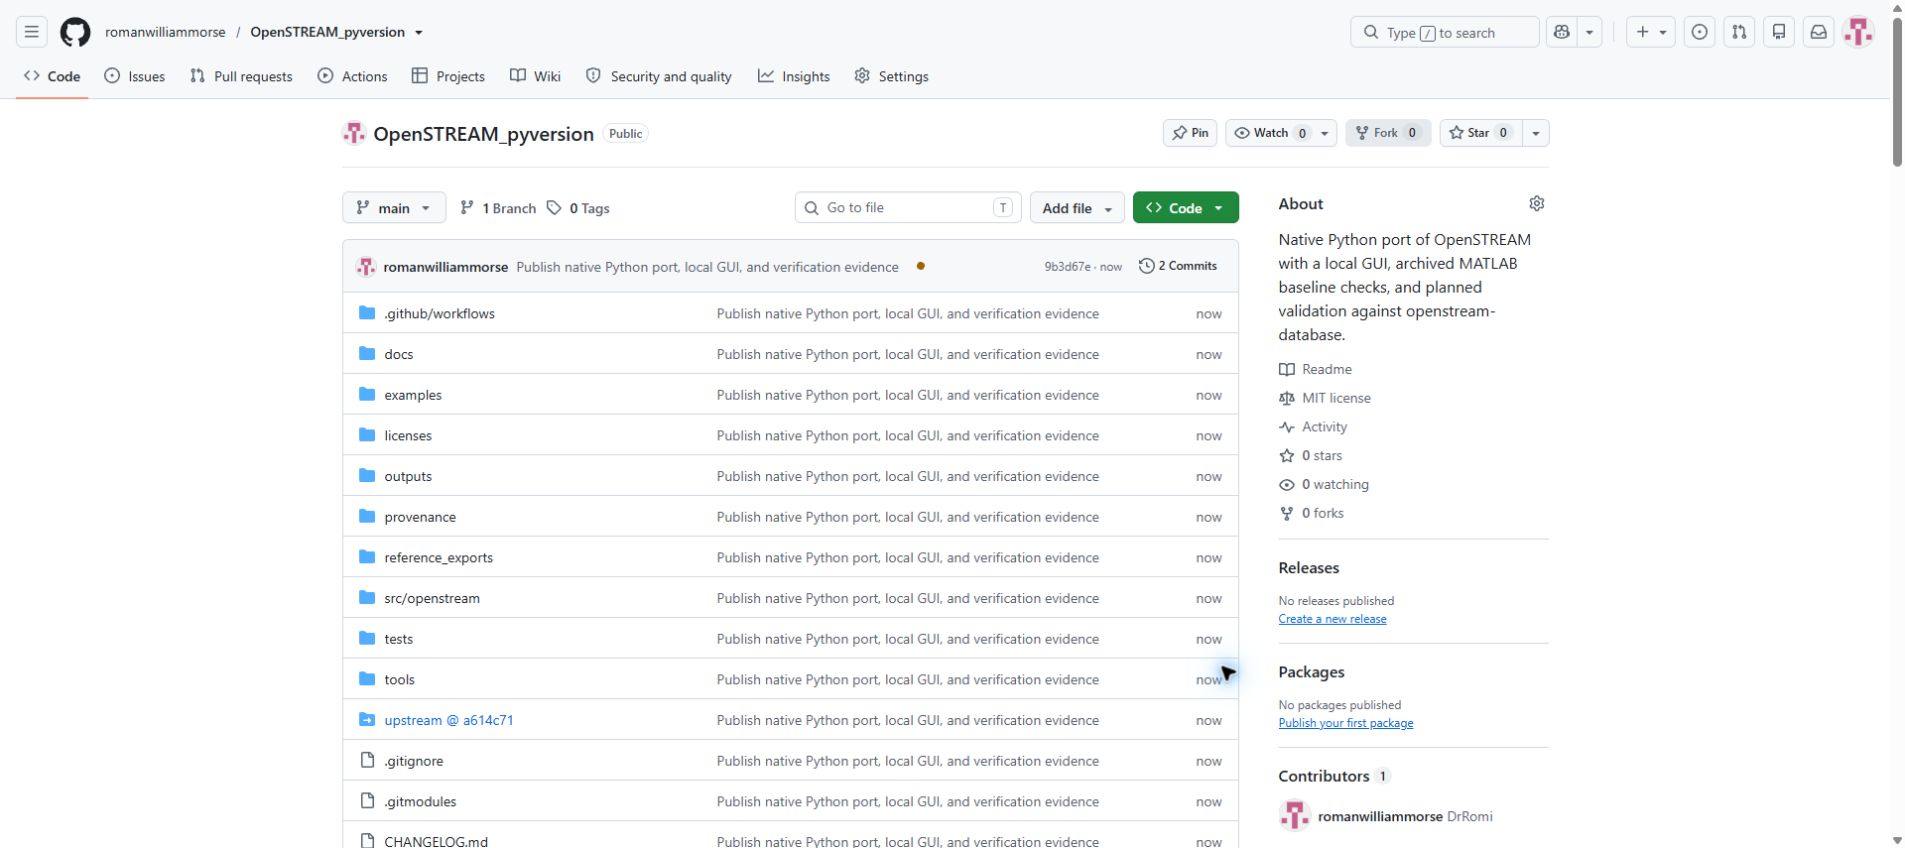 romanwilliammorse / OpenSTREAM_pyversion
Type / to search
Code Issues Pull requests Actions Projects Wiki Security and quality Insights Settings
OpenSTREAM_pyversion Public
Pin Watch 0 Fork 0 Star 0
main 1 Branch 0 Tags
Go to file T Add file Code
romanwilliammorse Publish native Python port, local GUI, and verification evidence 9b3d67e · now 2 Commits
.github/workflows Publish native Python port, local GUI, and verification evidence now
docs Publish native Python port, local GUI, and verification evidence now
examples Publish native Python port, local GUI, and verification evidence now
licenses Publish native Python port, local GUI, and verification evidence now
outputs Publish native Python port, local GUI, and verification evidence now
provenance Publish native Python port, local GUI, and verification evidence now
reference_exports Publish native Python port, local GUI, and verification evidence now
src/openstream Publish native Python port, local GUI, and verification evidence now
tests Publish native Python port, local GUI, and verification evidence now
tools Publish native Python port, local GUI, and verification evidence now
upstream @ a614c71 Publish native Python port, local GUI, and verification evidence now
.gitignore Publish native Python port, local GUI, and verification evidence now
.gitmodules Publish native Python port, local GUI, and verification evidence now
CHANGELOG.md Publish native Python port, local GUI, and verification evidence now
About
Native Python port of OpenSTREAM
with a local GUI, archived MATLAB
baseline checks, and planned
validation against openstream-
database.
Readme
MIT license
Activity
0 stars
0 watching
0 forks
Releases
No releases published
Create a new release
Packages
No packages published
Publish your first package
Contributors 1
romanwilliammorse DrRomi